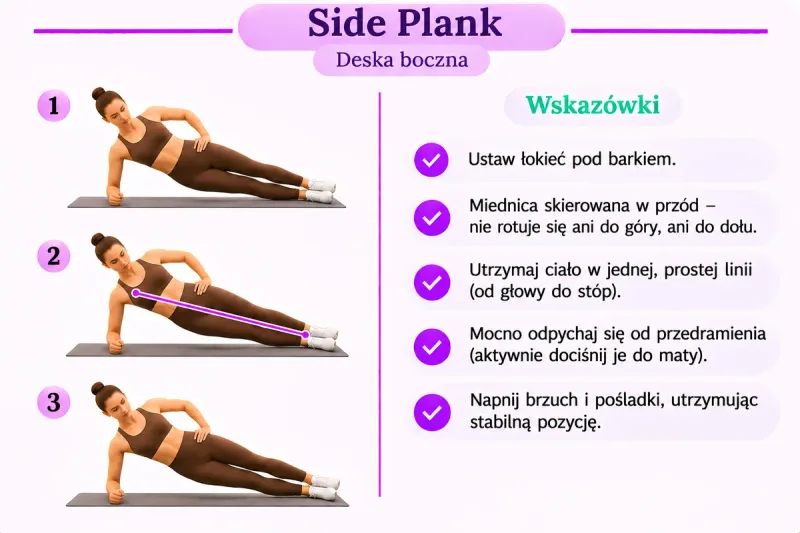 Side Plank
Deska boczna
1
2
3
Wskazówki
Ustaw łokieć pod barkiem.
Miednica skierowana w przód –
nie rotuje się ani do góry, ani do dołu.
Utrzymaj ciało w jednej, prostej linii
(od głowy do stóp).
Mocno odpychaj się od przedramienia
(aktywnie dociśnij je do maty).
Napnij brzuch i pośladki, utrzymując
stabilną pozycję.